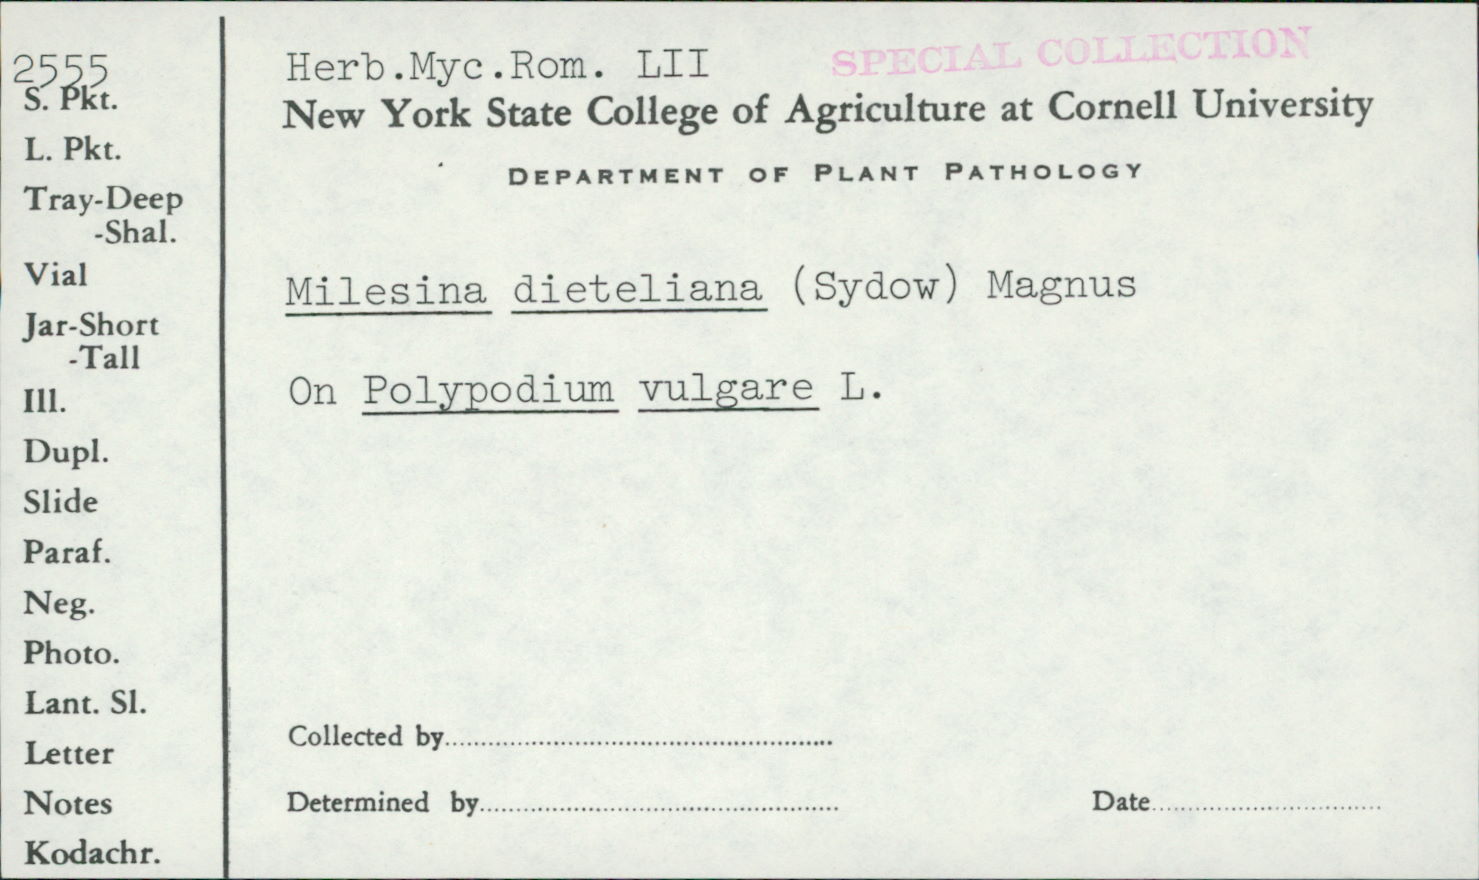 2555
S. Pkt.
L. Pkt.
Tray-Deep
-Shal.
Vial
Jar-Short
-Tall
Ill.
Dupl.
Slide
Paraf.
Neg.
Photo.
Lant. Sl.
Letter
Notes
Kodachr.
Herb.Myc.Rom. LII
SPECIAL COLLECTION
New York State College of Agriculture at Cornell University
DEPARTMENT OF PLANT PATHOLOGY
Milesina dieteliana (Sydow) Magnus
On Polypodium vulgare L.
Collected by
Determined by
Date